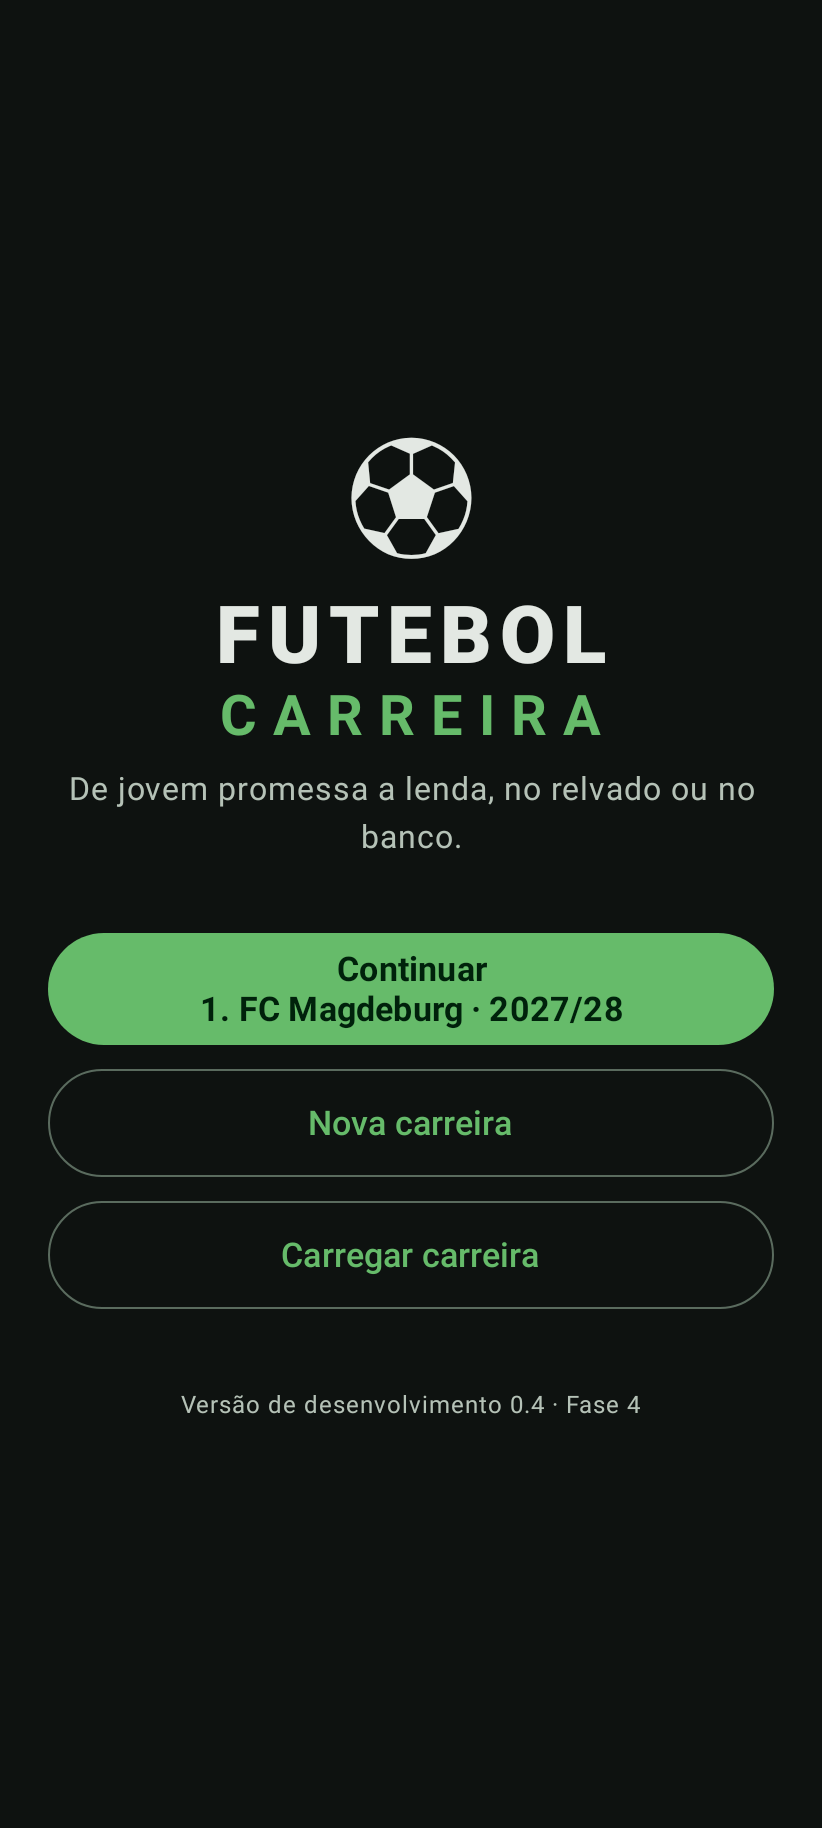 FUTEBOL
CARREIRA
De jovem promessa a lenda, no relvado ou no
banco.
Continuar
1. FC Magdeburg · 2027/28
Nova carreira
Carregar carreira
Versão de desenvolvimento 0.4 · Fase 4